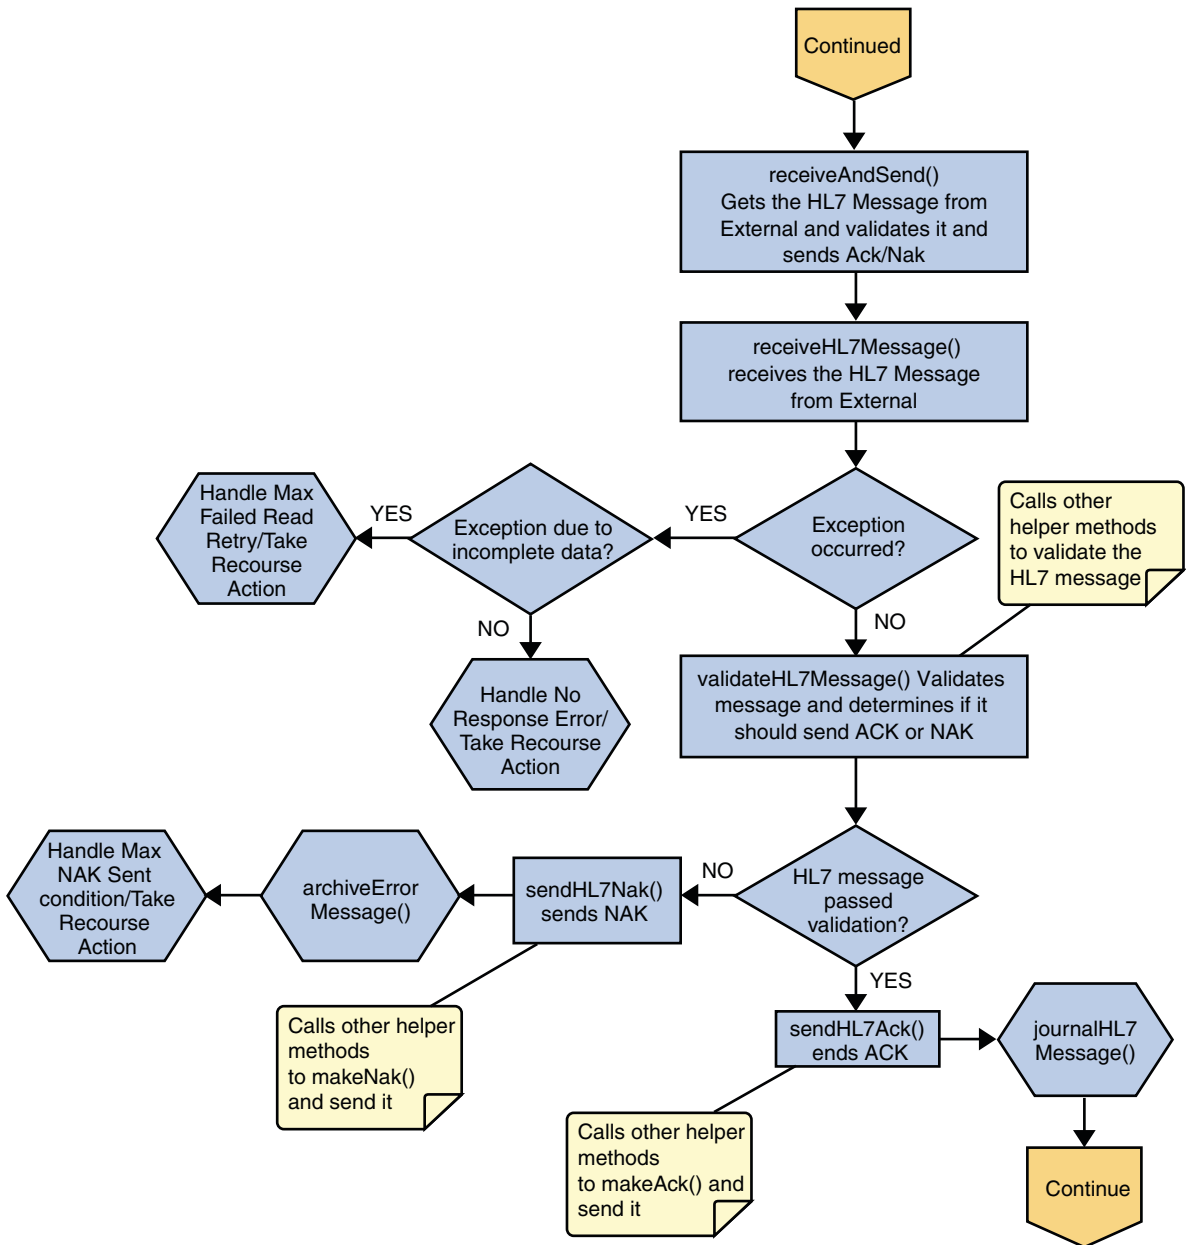 Continued
receiveAndSend()
Gets the HL7 Message from
External and validates it and
sends Ack/Nak
receiveHL7Message()
receives the HL7 Message
from External
Exception
occurred?
YES
Exception due to
incomplete data?
YES
Handle Max
Failed Read
Retry/Take
Recourse
Action
NO
Handle No
Response Error/
Take Recourse
Action
NO
Calls other
helper methods
to validate the
HL7 message
validateHL7Message() Validates
message and determines if it
should send ACK or NAK
HL7 message
passed
validation?
NO
sendHL7Nak()
sends NAK
archiveError
Message()
Handle Max
NAK Sent
condition/Take
Recourse
Action
Calls other helper
methods
to makeNak()
and send it
YES
sendHL7Ack()
ends ACK
journalHL7
Message()
Calls other helper
methods
to makeAck() and
send it
Continue